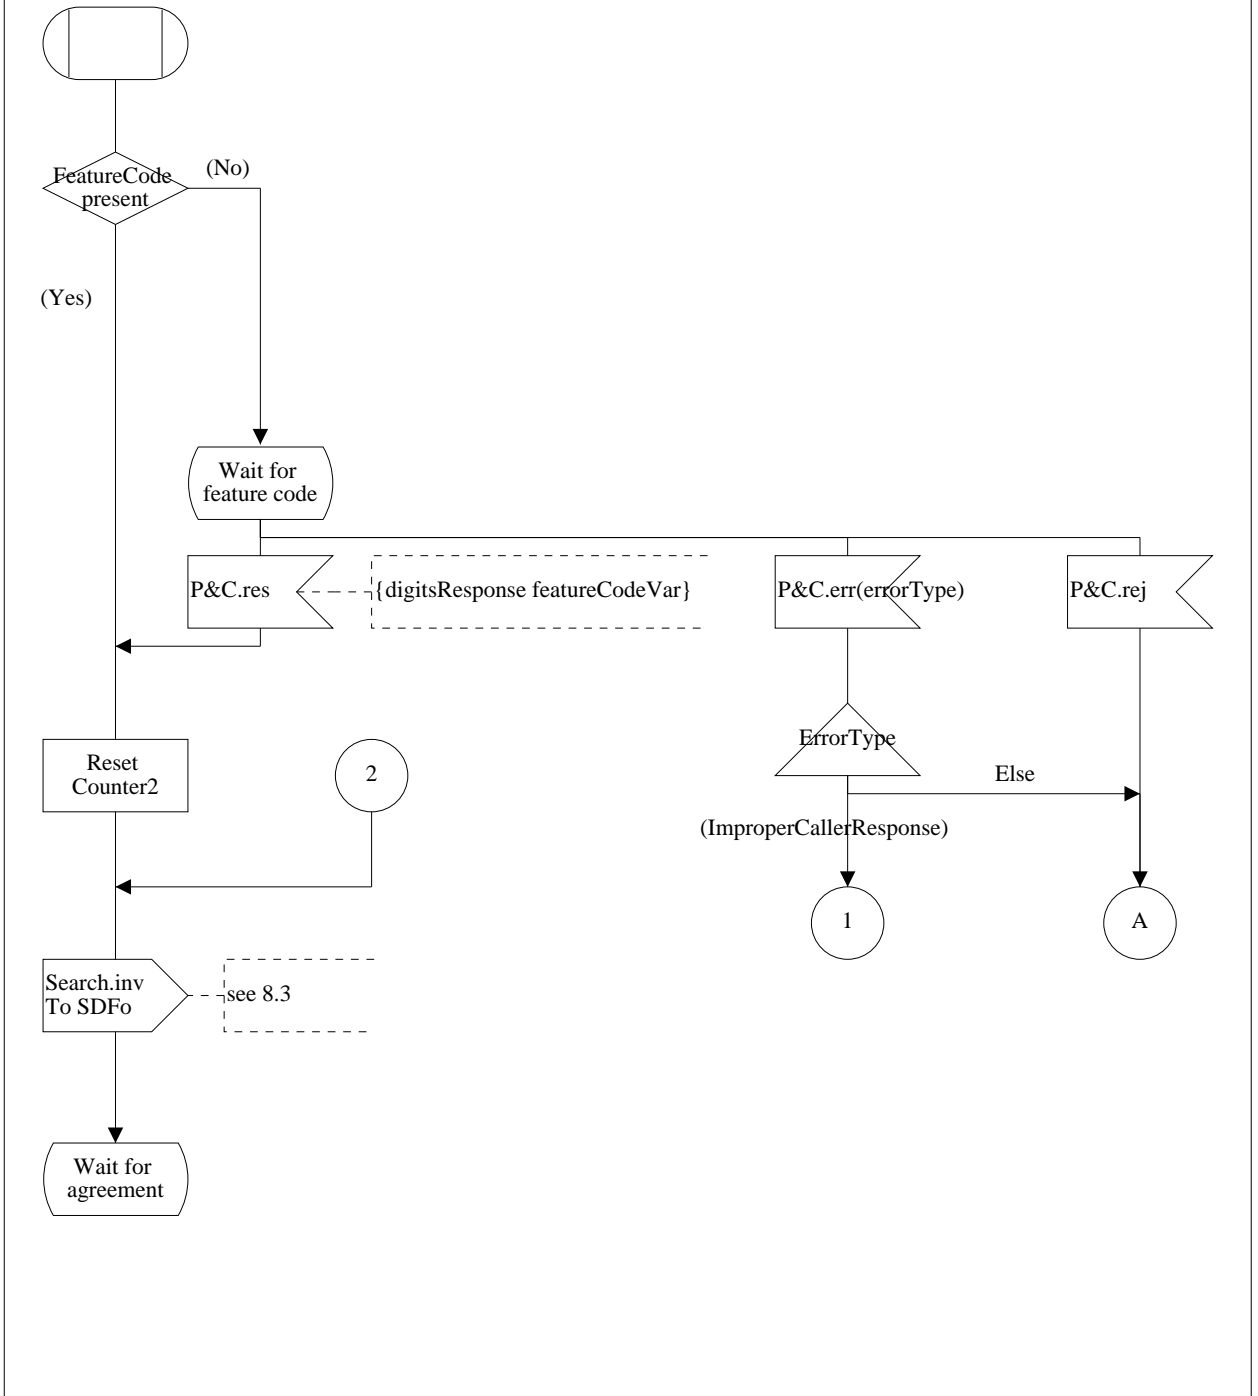 (No)
FeatureCode
present
(Yes)
Wait for
feature code
P&C.res
{digitsResponse featureCodeVar}
P&C.err(errorType)
P&C.rej
ErrorType
Reset
Counter2
2
Else
(ImproperCallerResponse)
1
A
Search.inv
To SDFo
see 8.3
Wait for
agreement